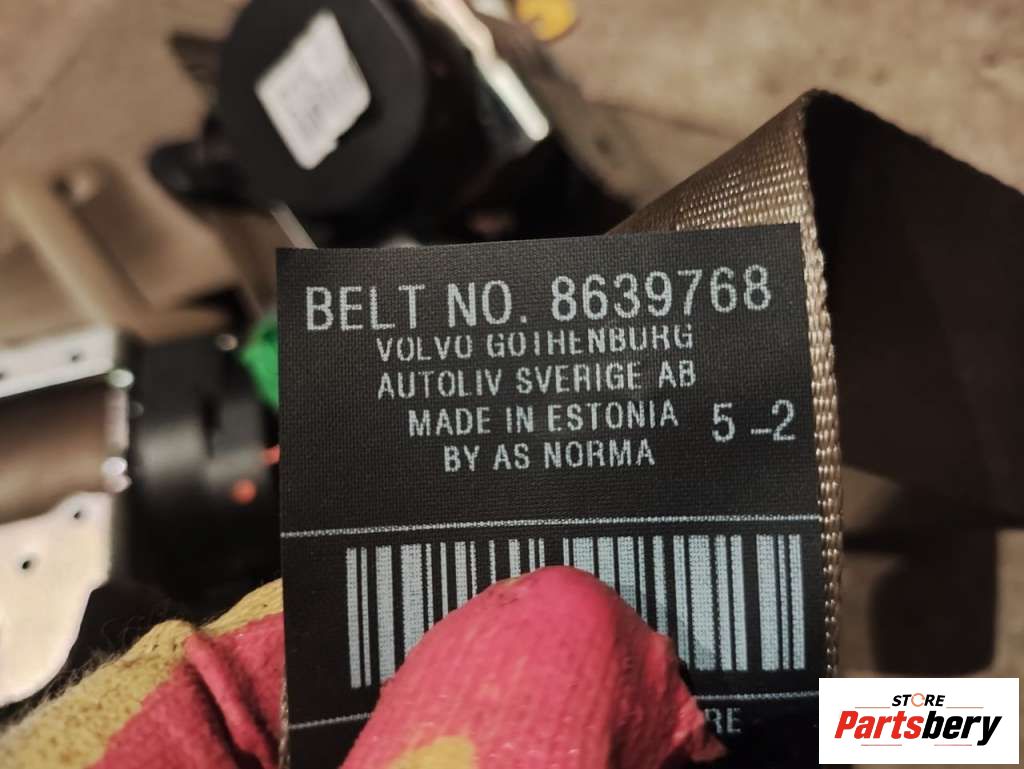 BELT NO. 8639768
VOLVO GOTHENBURG
AUTOLIV SVERIGE AB
MADE IN ESTONIA 5-2
BY AS NORMA
STORE
Partsbery